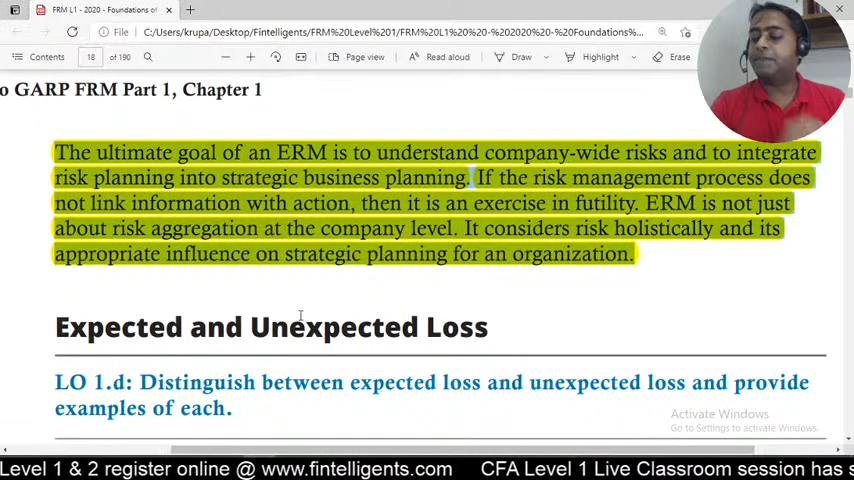 FRM L1 - 2020 - Foundations of
File C:/Users/krupa/Desktop/Fintelligents/FRM%20Level%201/FRM%20L1%20%20-%202020%20-%20Foundations%...
Contents 18 of 190 Page view Read aloud Draw Highlight Erase
o GARP FRM Part 1, Chapter 1
The ultimate goal of an ERM is to understand company-wide risks and to integrate
risk planning into strategic business planning. If the risk management process does
not link information with action, then it is an exercise in futility. ERM is not just
about risk aggregation at the company level. It considers risk holistically and its
appropriate influence on strategic planning for an organization.
Expected and Unexpected Loss
LO 1.d: Distinguish between expected loss and unexpected loss and provide
examples of each.
Activate Windows
Go to Settings to activate Windows.
Level 1 & 2 register online @ www.fintelligents.com CFA Level 1 Live Classroom session has s